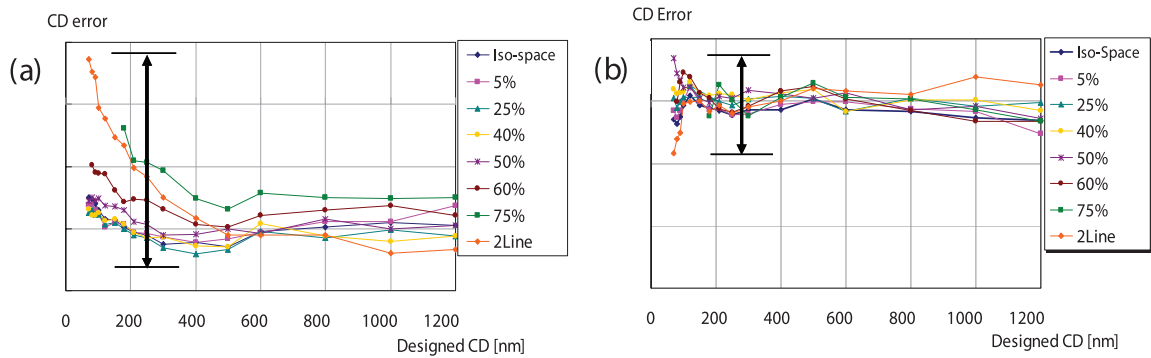 CD error
(a)
Iso-space
5%
25%
40%
50%
60%
75%
2Line
0 200 400 600 800 1000 1200
Designed CD [nm]
CD Error
(b)
Iso-Space
5%
25%
40%
50%
60%
75%
2Line
0 200 400 600 800 1000 1200
Designed CD [nm]